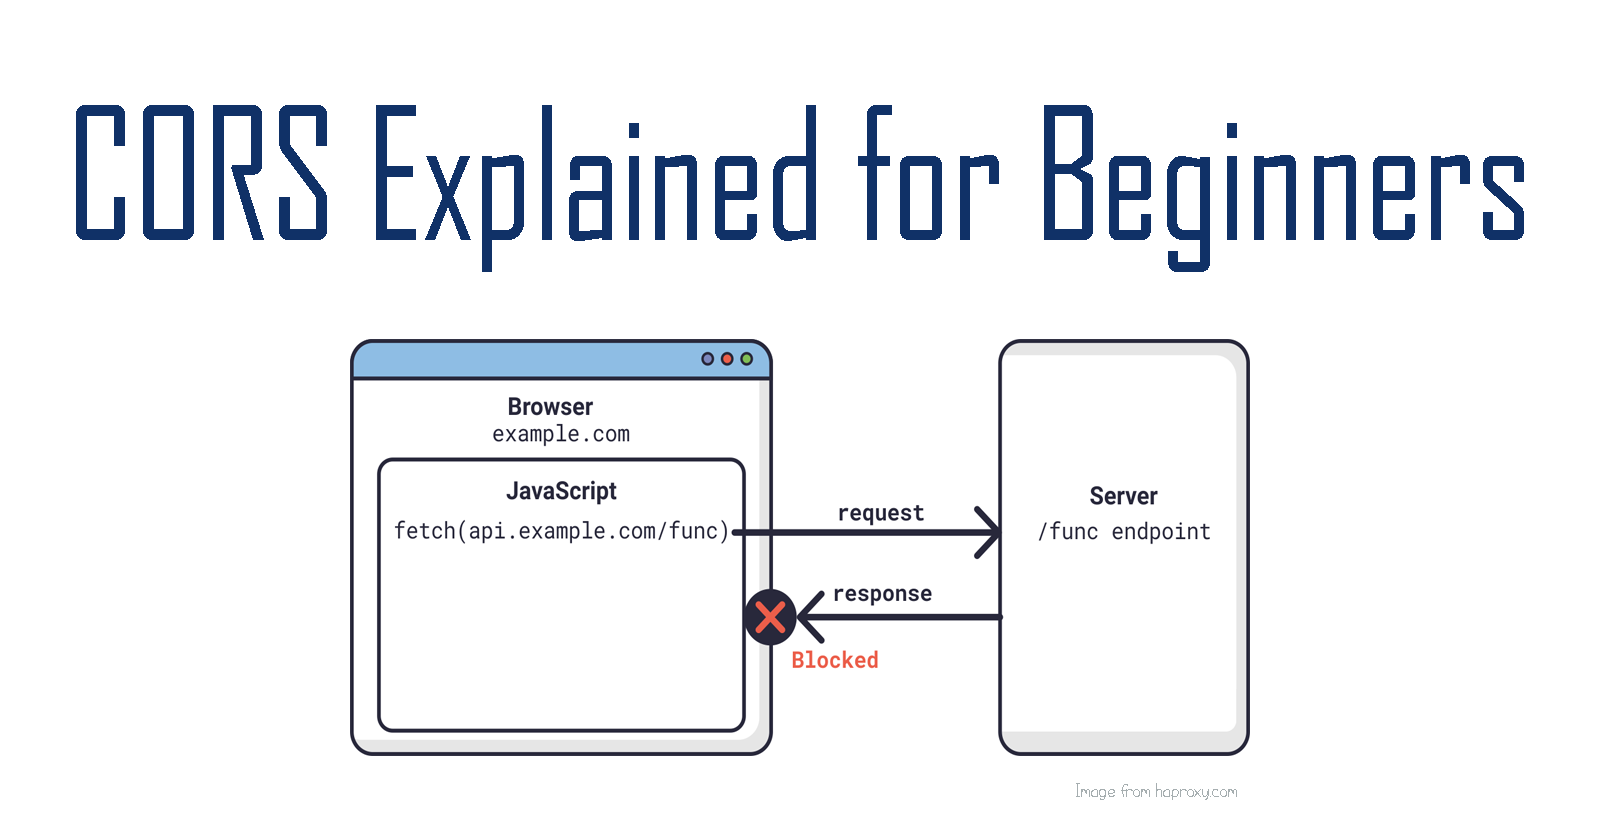 CORS Explained for Beginners
Browser
example.com
JavaScript
fetch(api.example.com/func)
request
response
Blocked
Server
/func endpoint
Image from haproxy.com